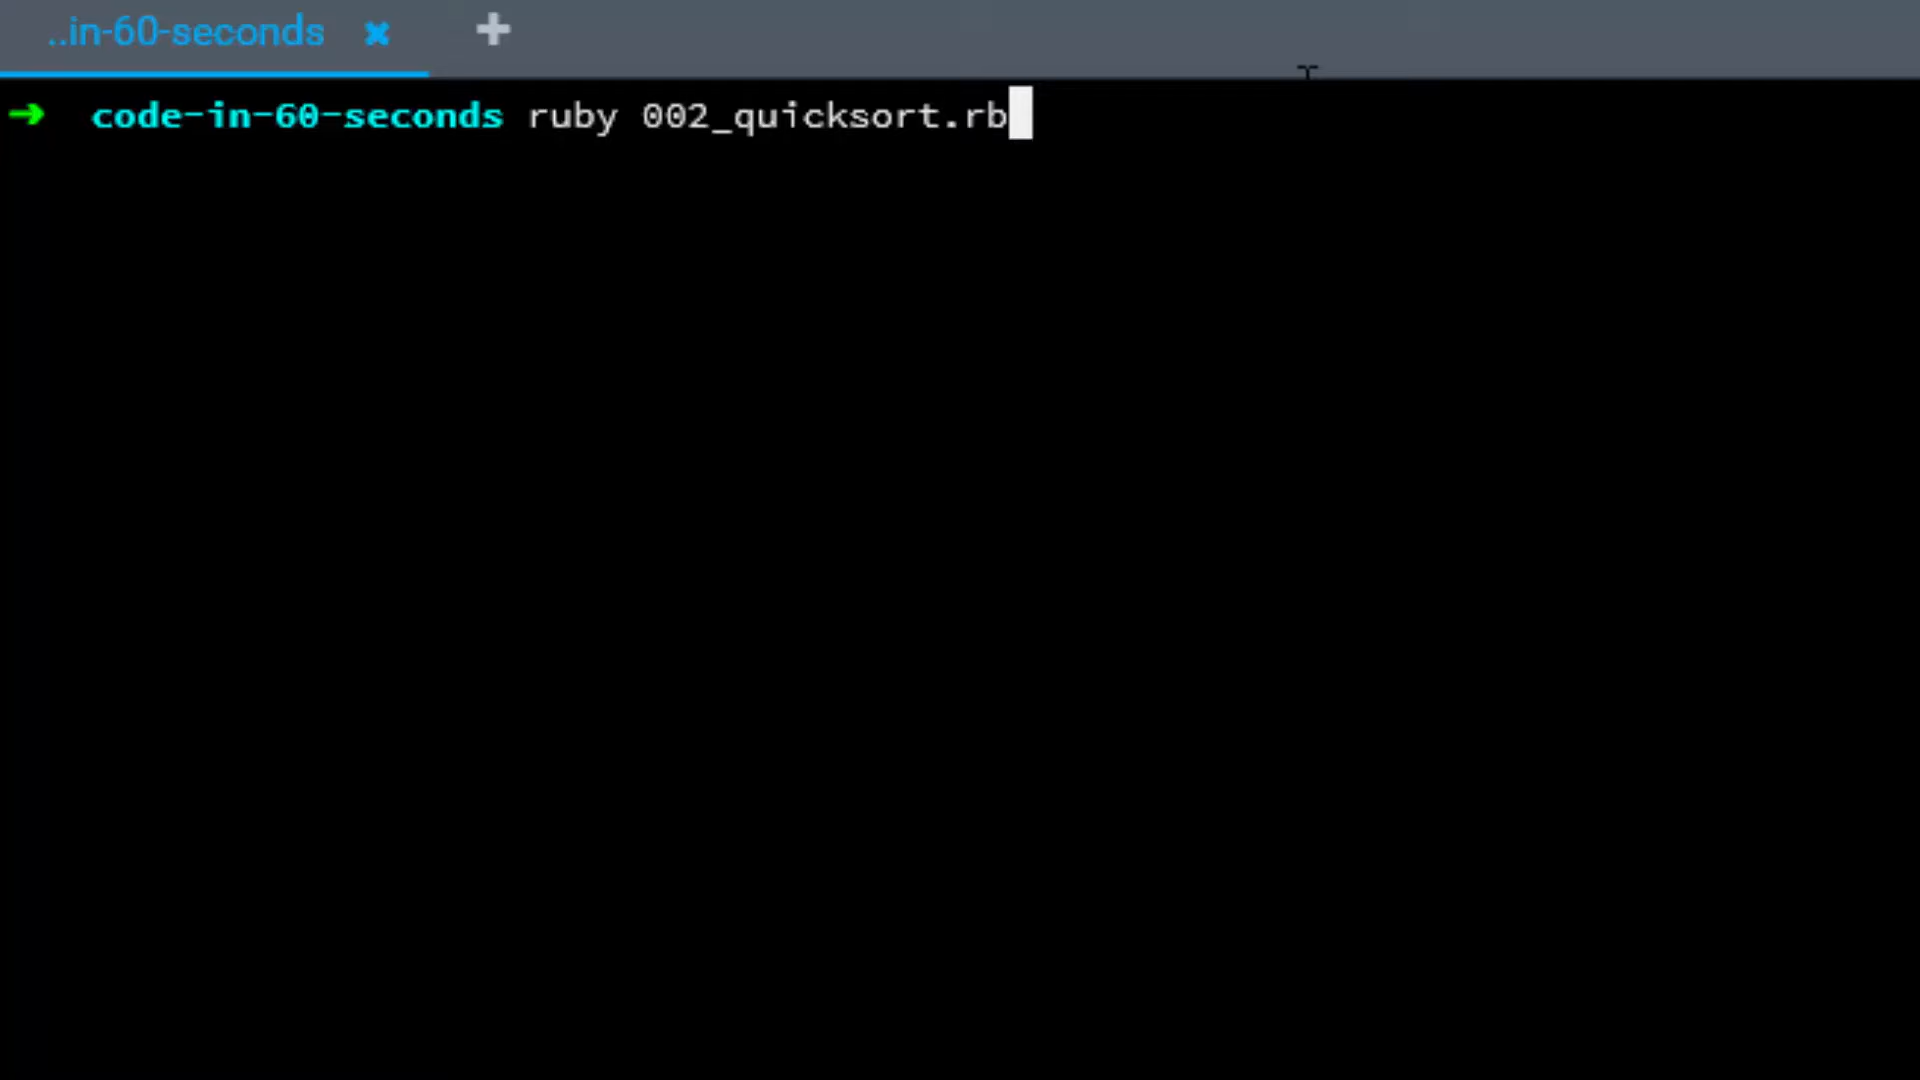 ..in-60-seconds ✖ ✚
➜ code-in-60-seconds ruby 002_quicksort.rb